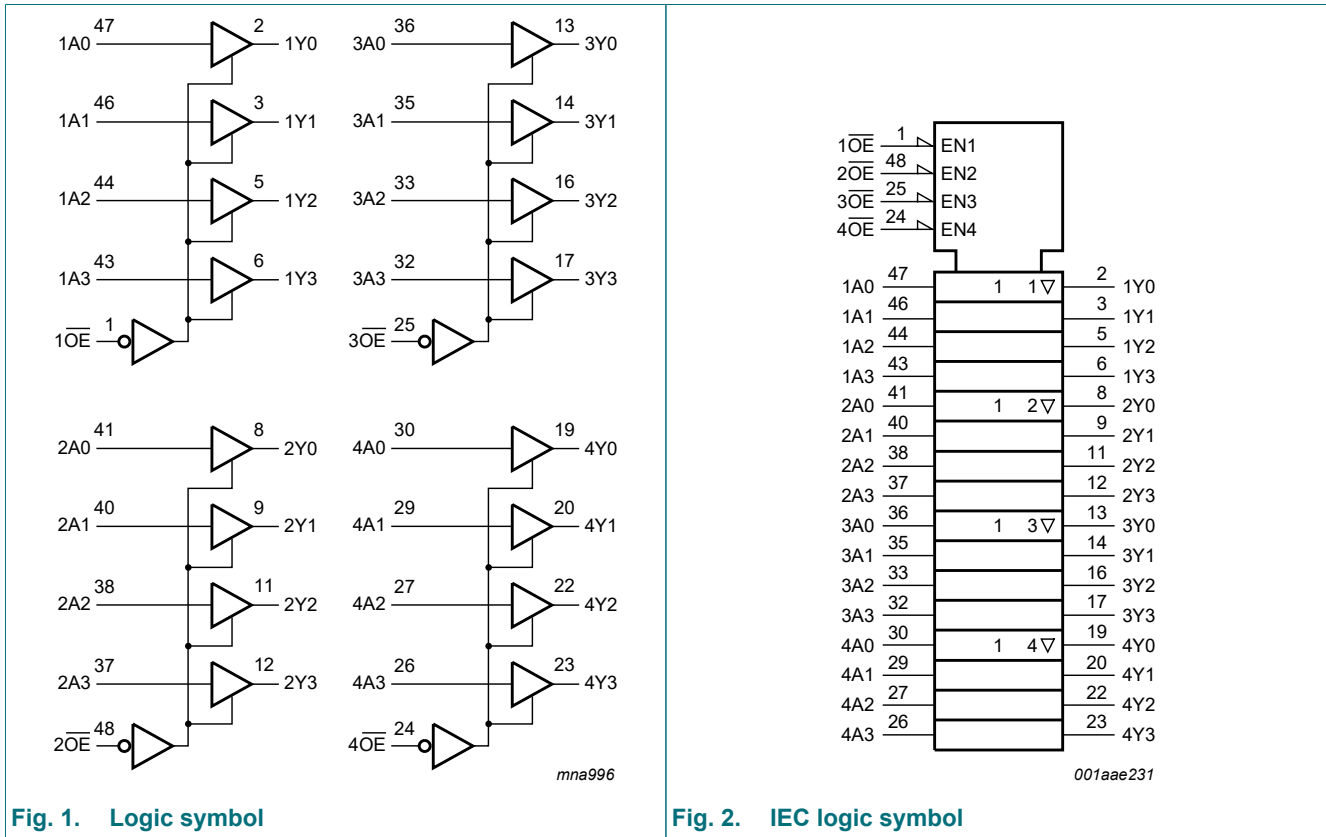 47 2 36 13
1A0 1Y0 3A0 3Y0
46 3 35 14
1A1 1Y1 3A1 3Y1
44 5 33 16
1A2 1Y2 3A2 3Y2
43 6 32 17
1A3 1Y3 3A3 3Y3
1O̅E̅ 1 3O̅E̅ 25
41 8 30 19
2A0 2Y0 4A0 4Y0
40 9 29 20
2A1 2Y1 4A1 4Y1
38 11 27 22
2A2 2Y2 4A2 4Y2
37 12 26 23
2A3 2Y3 4A3 4Y3
2O̅E̅ 48 4O̅E̅ 24
mna996
Fig. 1. Logic symbol
1O̅E̅ 1 EN1
2O̅E̅ 48 EN2
3O̅E̅ 25 EN3
4O̅E̅ 24 EN4
1A0 47 1 1▽ 2 1Y0
1A1 46 3 1Y1
1A2 44 5 1Y2
1A3 43 6 1Y3
2A0 41 1 2▽ 8 2Y0
2A1 40 9 2Y1
2A2 38 11 2Y2
2A3 37 12 2Y3
3A0 36 1 3▽ 13 3Y0
3A1 35 14 3Y1
3A2 33 16 3Y2
3A3 32 17 3Y3
4A0 30 1 4▽ 19 4Y0
4A1 29 20 4Y1
4A2 27 22 4Y2
4A3 26 23 4Y3
001aae231
Fig. 2. IEC logic symbol